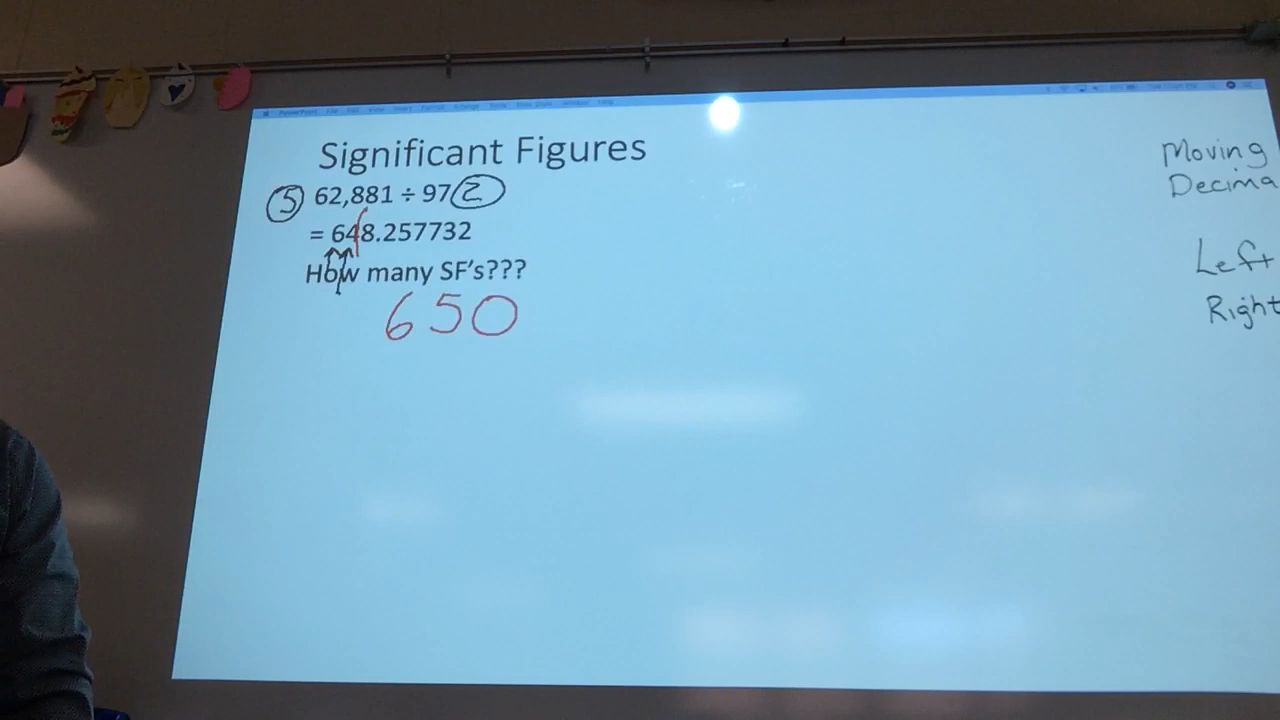 Significant Figures
5 62,881 ÷ 97 2
= 648.257732
How many SF's???
650
Moving
Decima
Left
Right